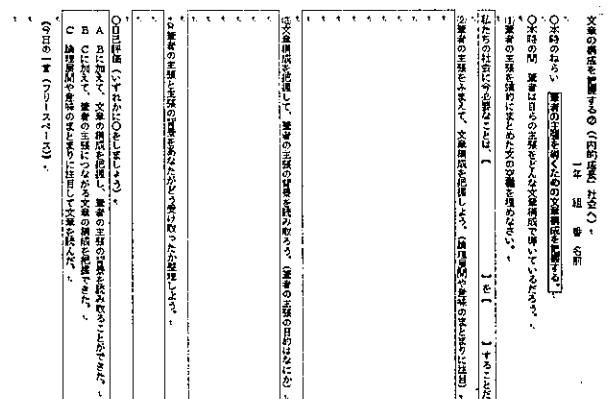 文章の構成を把握する②（「内的成長」社会へ）
一年　組　番　名前
〇本時のねらい　筆者の主張を導くための文章構成を把握する。
〇本時の問　筆者は自らの主張をどんな文章構成で導いているだろう。
⑴筆者の主張を端的にまとめた文の空欄を埋めなさい。
私たちの社会に今必要なことは、［　　　］を［　　　］することだ
⑵筆者の主張をふまえて、文章構成を把握しよう。（論理展開や意味のまとまりに注目）
⑶文章構成を把握して、筆者の主張の背景を読み取ろう。（筆者の主張の目的はなにか）
☆筆者の主張と主張の背景をあなたがどう受け取ったか整理しよう。
〇自己評価（いずれかに〇をしましょう）
A　Bに加えて、文章の構成を把握し、筆者の主張の背景を読み取ることができた。
B　Cに加えて、筆者の主張につながる文章の構成を把握できた。
C　論理展開や意味のまとまりに注目して文章を読んだ。
《今日の一言（フリースペース）》